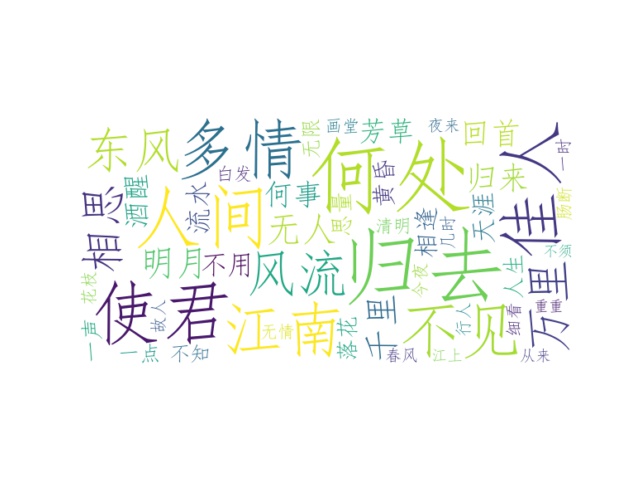 东风
多情
无限
画堂
芳草
夜来
回首
一时
白发
何处
黄昏
归来
佳人
相思
酒醒
流水
人间
何事
无人
思量
清明
相逢
几时
天涯
肠断
明月
不用
风流
归去
今夜
不见
人生
万里
不须
花枝
使君
故人
江南
无情
落花
千里
行人
细看
重重
一声
一点
不知
春风
江上
从来